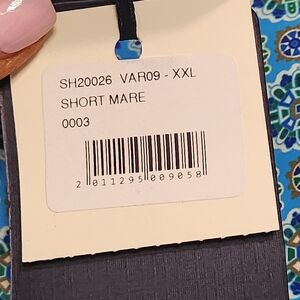 SH20026 VAR09 - XXL
SHORT MARE
0003
2 011295 009058